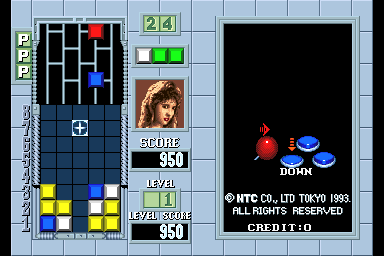 24
P
P
P
SCORE
950
LEVEL
1
LEVEL SCORE
950
DOWN
© NTC CO., LTD TOKYO 1993.
ALL RIGHTS RESERVED
CREDIT:0